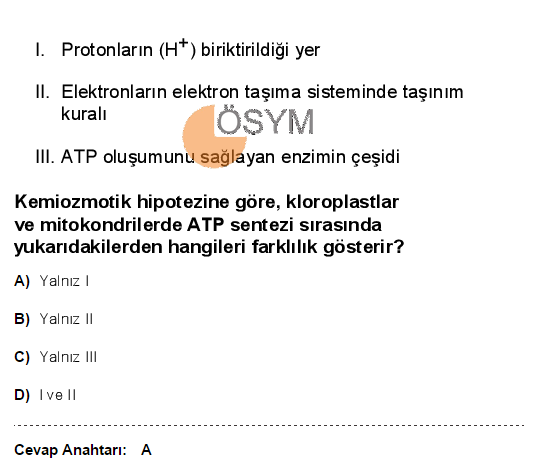 I. Protonların (H⁺) biriktirildiği yer
II. Elektronların elektron taşıma sisteminde taşınım
kuralı
ÖSYM
III. ATP oluşumunu sağlayan enzimin çeşidi
Kemiozmotik hipotezine göre, kloroplastlar
ve mitokondrilerde ATP sentezi sırasında
yukarıdakilerden hangileri farklılık gösterir?
A) Yalnız I
B) Yalnız II
C) Yalnız III
D) I ve II
Cevap Anahtarı: A